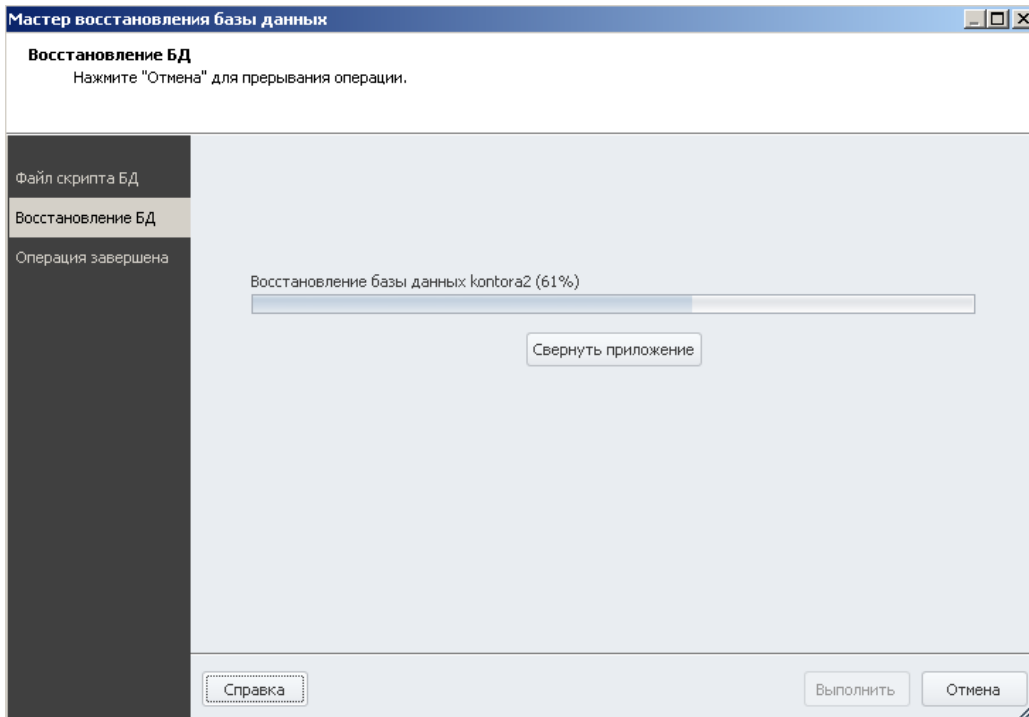 Мастер восстановления базы данных
Восстановление БД
Нажмите "Отмена" для прерывания операции.
Файл скрипта БД
Восстановление БД
Операция завершена
Восстановление базы данных kontora2 (61%)
Свернуть приложение
Справка
Выполнить
Отмена